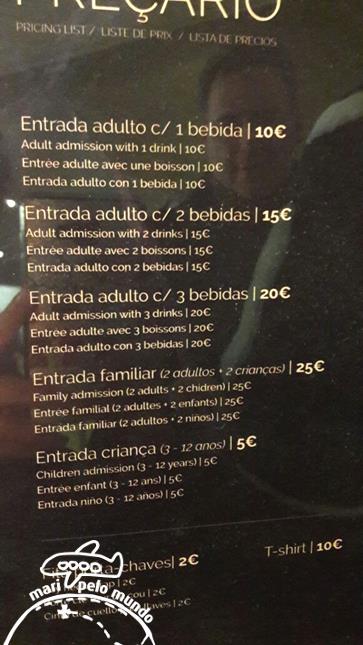 PREÇÁRIO
PRICING LIST / LISTE DE PRIX / LISTA DE PRECIOS
Entrada adulto c/ 1 bebida | 10€
Adult admission with 1 drink | 10€
Entrée adulte avec une boisson | 10€
Entrada adulto con 1 bebida | 10€
Entrada adulto c/ 2 bebidas | 15€
Adult admission with 2 drinks | 15€
Entrée adulte avec 2 boissons | 15€
Entrada adulto con 2 bebidas | 15€
Entrada adulto c/ 3 bebidas | 20€
Adult admission with 3 drinks | 20€
Entrée adulte avec 3 boissons | 20€
Entrada adulto con 3 bebidas | 20€
Entrada familiar (2 adultos + 2 crianças) | 25€
Family admission (2 adults + 2 chidren) | 25€
Entrée familial (2 adultes + 2 enfants) | 25€
Entrada familiar (2 adultos + 2 niños) | 25€
Entrada criança (3 - 12 anos) | 5€
Children admission (3 - 12 years) | 5€
Entrée enfant (3 - 12 ans) | 5€
Entrada niño (3 - 12 años) | 5€
-chaves| 2€
T-shirt | 10€
| 2€
cou | 2€
de cuello llaves | 2€
mari pelo mundo